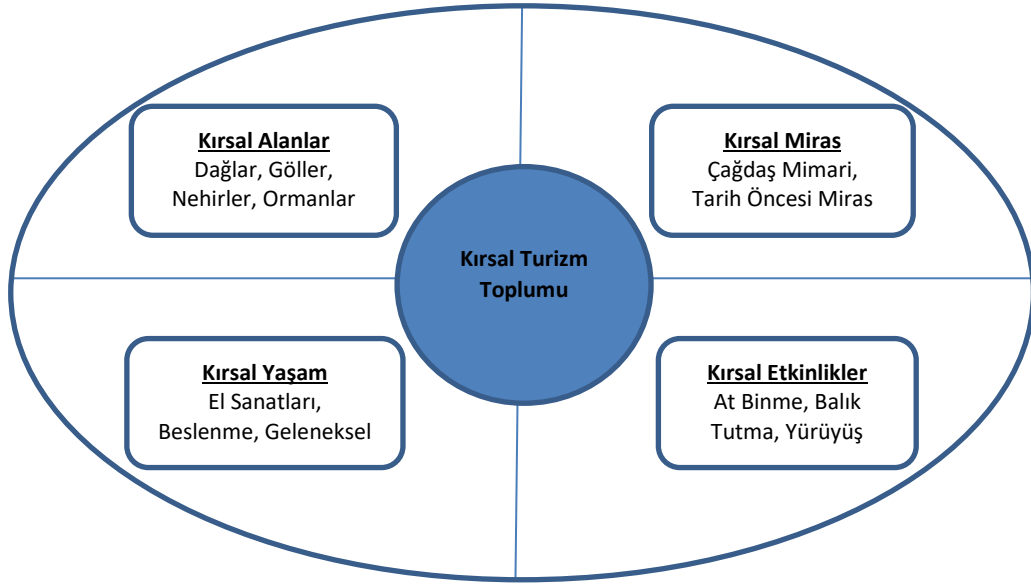 Kırsal Alanlar
Dağlar, Göller,
Nehirler, Ormanlar
Kırsal Miras
Çağdaş Mimari,
Tarih Öncesi Miras
Kırsal Turizm
Toplumu
Kırsal Yaşam
El Sanatları,
Beslenme, Geleneksel
Kırsal Etkinlikler
At Binme, Balık
Tutma, Yürüyüş